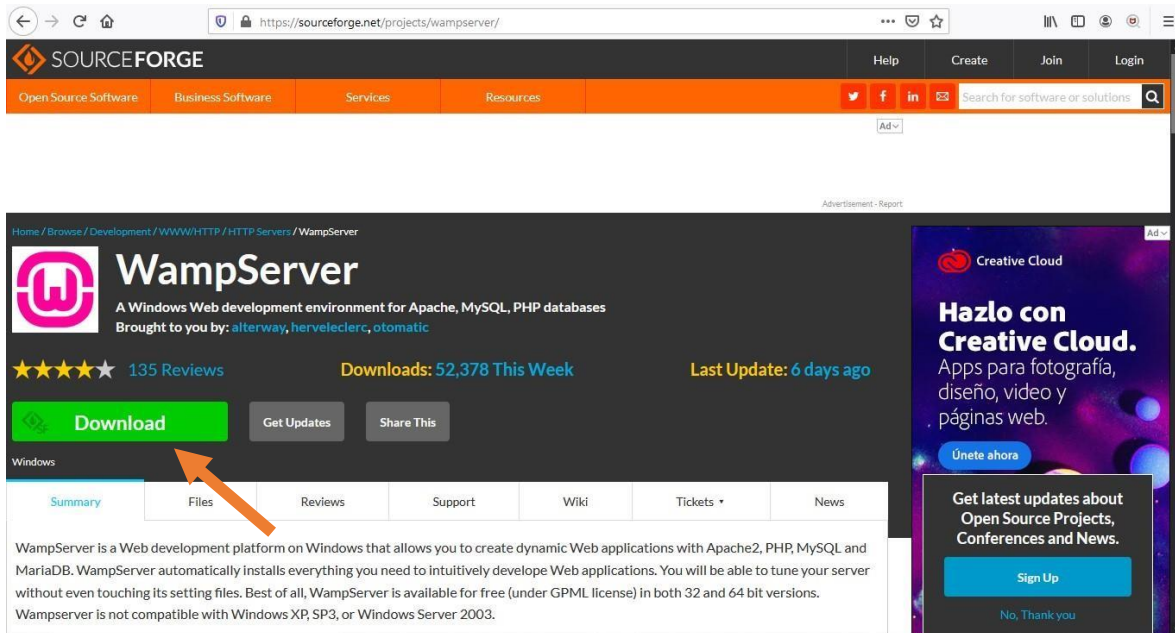 https://sourceforge.net/projects/wampserver/
SOURCEFORGE
Help
Create
Join
Login
Open Source Software
Business Software
Services
Resources
Search for software or solutions
Ad
Advertisement - Report
Home / Browse / Development / WWW/HTTP / HTTP Servers / WampServer
WampServer
A Windows Web development environment for Apache, MySQL, PHP databases
Brought to you by: alterway, herveleclerc, otomatic
135 Reviews
Downloads: 52,378 This Week
Last Update: 6 days ago
Download
Get Updates
Share This
Windows
Summary
Files
Reviews
Support
Wiki
Tickets
News
WampServer is a Web development platform on Windows that allows you to create dynamic Web applications with Apache2, PHP, MySQL and
MariaDB. WampServer automatically installs everything you need to intuitively develope Web applications. You will be able to tune your server
without even touching its setting files. Best of all, WampServer is available for free (under GPML license) in both 32 and 64 bit versions.
Wampserver is not compatible with Windows XP, SP3, or Windows Server 2003.
Ad
Creative Cloud
Hazlo con
Creative Cloud.
Apps para fotografía,
diseño, video y
páginas web.
Únete ahora
Get latest updates about
Open Source Projects,
Conferences and News.
Sign Up
No, Thank you